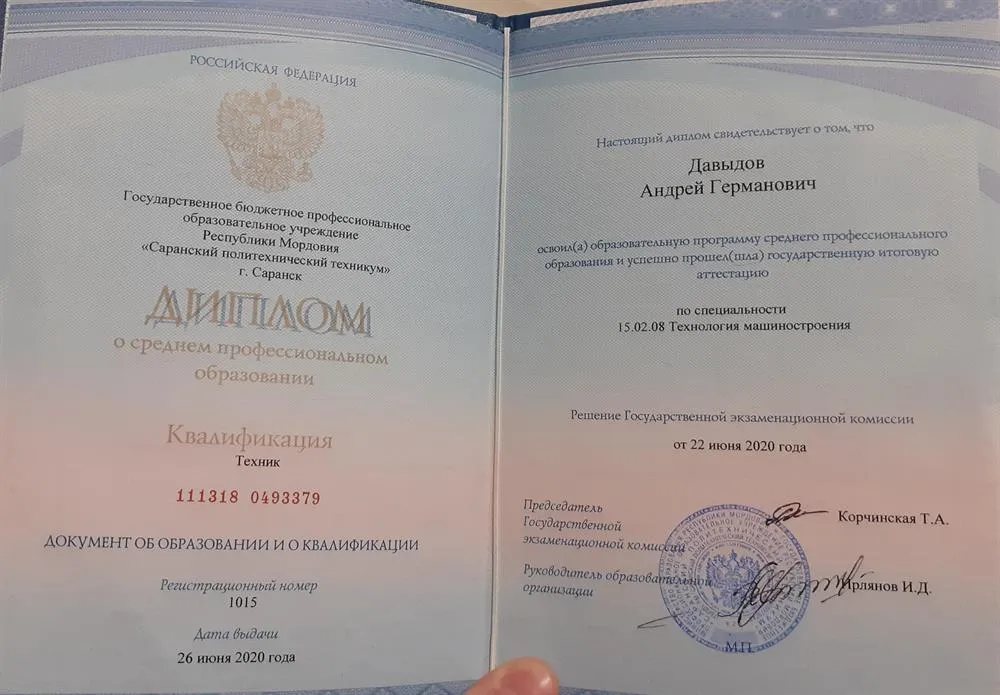 РОССИЙСКАЯ ФЕДЕРАЦИЯ
Государственное бюджетное профессиональное
образовательное учреждение
Республики Мордовия
«Саранский политехнический техникум»
г. Саранск
ДИПЛОМ
о среднем профессиональном
образовании
Квалификация
Техник
111318 0493379
ДОКУМЕНТ ОБ ОБРАЗОВАНИИ И О КВАЛИФИКАЦИИ
Регистрационный номер
1015
Дата выдачи
26 июня 2020 года
Настоящий диплом свидетельствует о том, что
Давыдов
Андрей Германович
освоил(а) образовательную программу среднего профессионального
образования и успешно прошел(шла) государственную итоговую
аттестацию
по специальности
15.02.08 Технология машиностроения
Решение Государственной экзаменационной комиссии
от 22 июня 2020 года
Председатель
Государственной
экзаменационной комиссии
Корчинская Т.А.
Руководитель образовательной
организации
Ирлянов И.Д.
М.П.